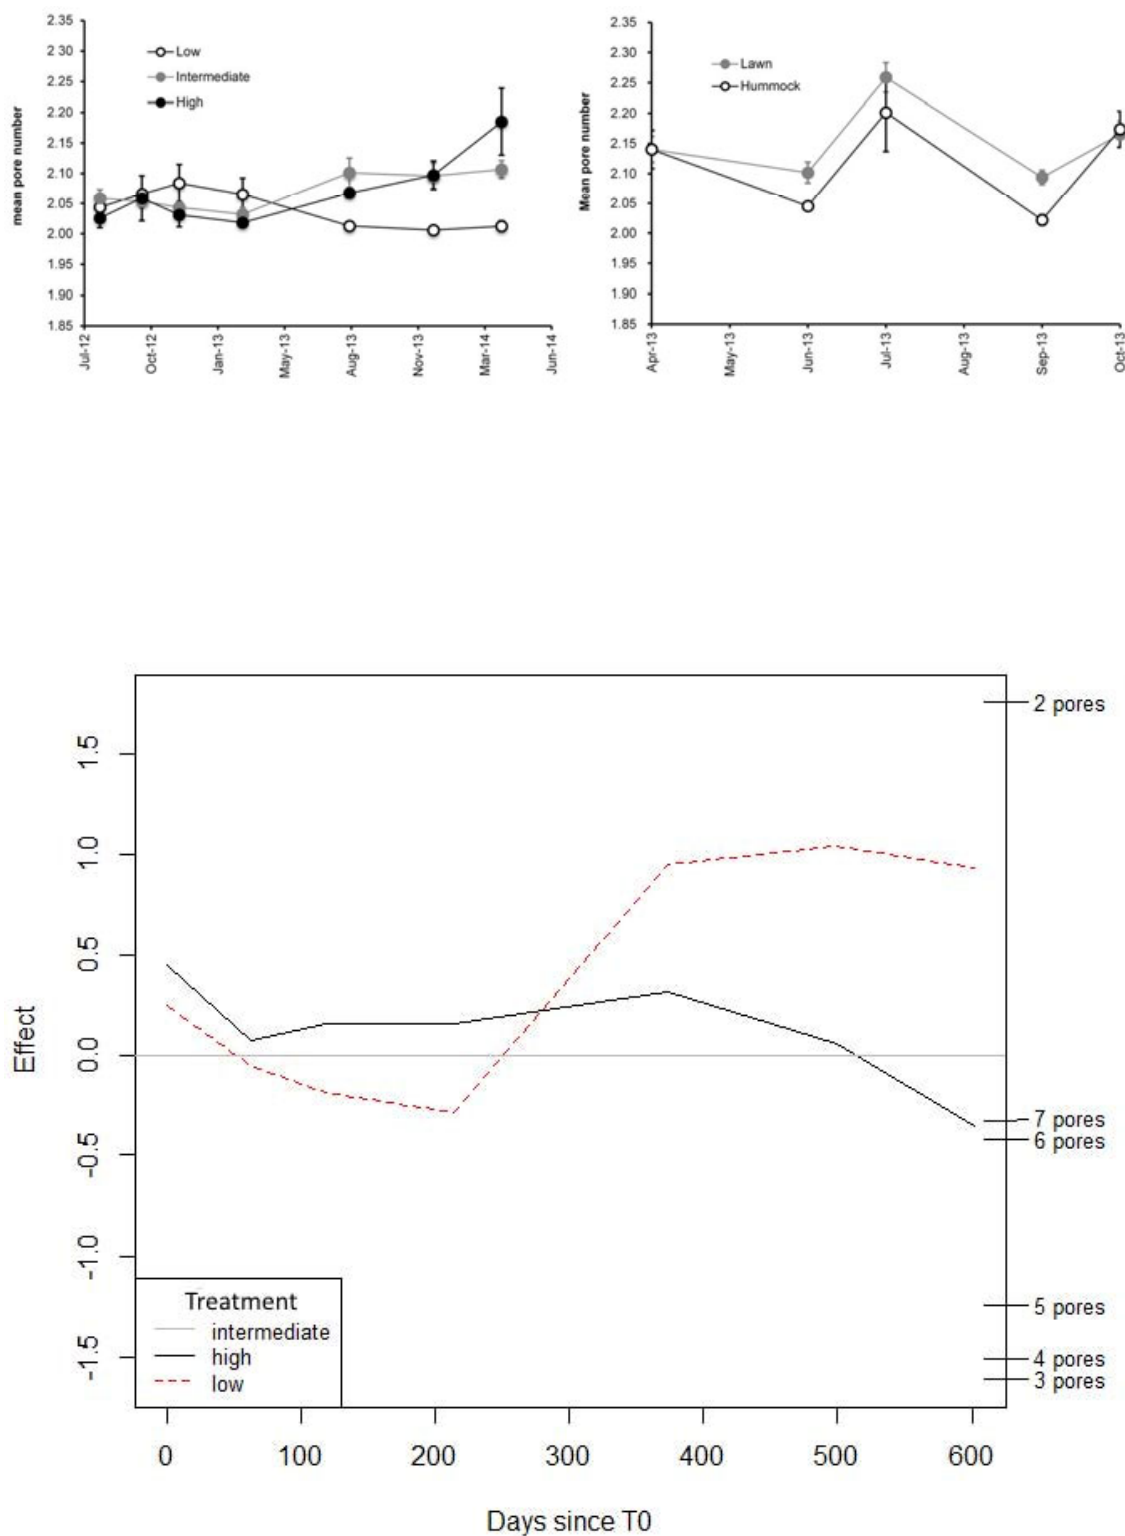 mean pore number
2.35
2.30
2.25
2.20
2.15
2.10
2.05
2.00
1.95
1.90
1.85
Low
Intermediate
High
Jul-12
Oct-12
Jan-13
May-13
Aug-13
Nov-13
Mar-14
Jun-14
Mean pore number
2.35
2.30
2.25
2.20
2.15
2.10
2.05
2.00
1.95
1.90
1.85
Lawn
Hummock
Apr-13
May-13
Jun-13
Jul-13
Aug-13
Sep-13
Oct-13
Effect
1.5
1.0
0.5
0.0
-0.5
-1.0
-1.5
2 pores
7 pores
6 pores
5 pores
4 pores
3 pores
Treatment
intermediate
high
low
0
100
200
300
400
500
600
Days since T0